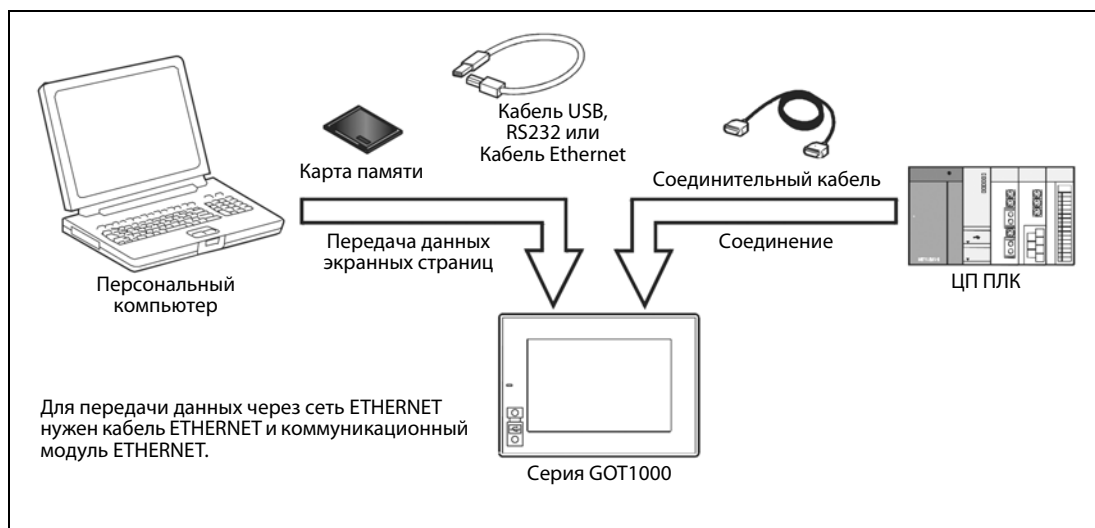 Кабель USB,
RS232 или
Кабель Ethernet
Карта памяти
Соединительный кабель
Передача данных
экранных страниц
Соединение
Персональный
компьютер
ЦП ПЛК
Для передачи данных через сеть ETHERNET
нужен кабель ETHERNET и коммуникационный
модуль ETHERNET.
Серия GOT1000